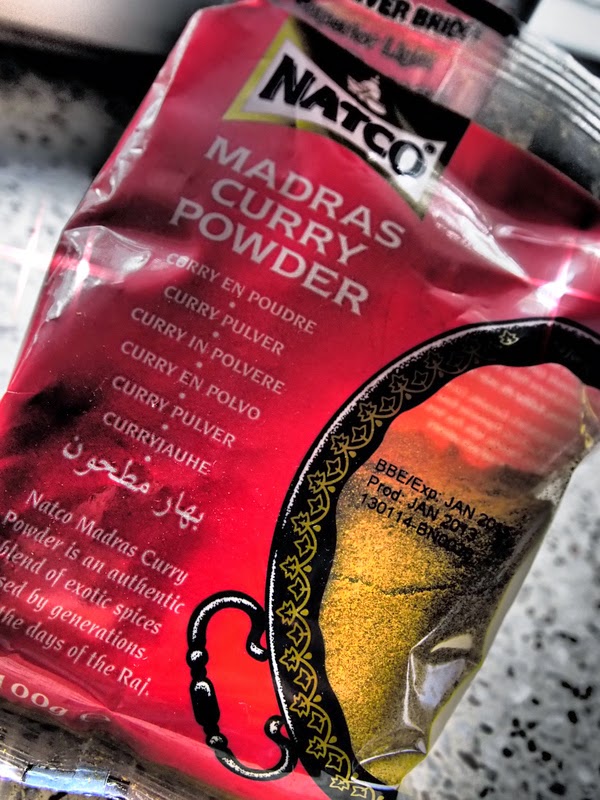 NATCO®
MADRAS
CURRY
POWDER
CURRY EN POUDRE
CURRY PULVER
CURRY IN POLVERE
CURRY EN POLVO
CURRY PULVER
CURRYJAUHE
بهار مطحون
Natco Madras Curry
Powder is an authentic
blend of exotic spices
used by generations,
the days of the Raj.
100g
BBE/Exp: JAN
Prod: JAN 2013